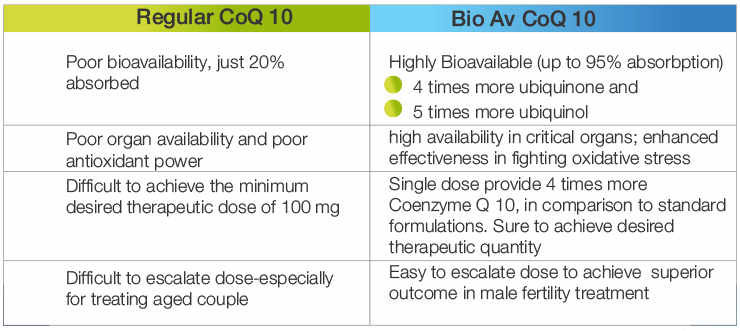 Regular CoQ 10
Bio Av CoQ 10
Poor bioavailability, just 20%
absorbed
Highly Bioavailable (up to 95% absorbption)
4 times more ubiquinone and
5 times more ubiquinol
Poor organ availability and poor
antioxidant power
high availability in critical organs; enhanced
effectiveness in fighting oxidative stress
Difficult to achieve the minimum
desired therapeutic dose of 100 mg
Single dose provide 4 times more
Coenzyme Q 10, in comparison to standard
formulations. Sure to achieve desired
therapeutic quantity
Difficult to escalate dose-especially
for treating aged couple
Easy to escalate dose to achieve superior
outcome in male fertility treatment